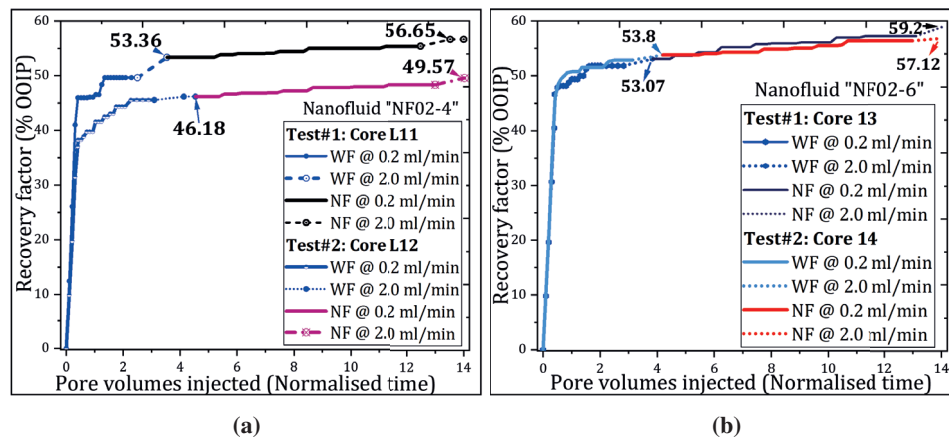 Recovery factor (% OOIP)
60
50
40
30
20
10
0
53.36
56.65
49.57
46.18
Nanofluid "NF02-4"
Test#1: Core L11
WF @ 0.2 ml/min
WF @ 2.0 ml/min
NF @ 0.2 ml/min
NF @ 2.0 ml/min
Test#2: Core L12
WF @ 0.2 ml/min
WF @ 2.0 ml/min
NF @ 0.2 ml/min
NF @ 2.0 ml/min
0 2 4 6 8 10 12 14
Pore volumes injected (Normalised time)
(a)
Recovery factor (% OOIP)
60
50
40
30
20
10
0
53.8
59.2
53.07
57.12
Nanofluid "NF02-6"
Test#1: Core 13
WF @ 0.2 ml/min
WF @ 2.0 ml/min
NF @ 0.2 ml/min
NF @ 2.0 ml/min
Test#2: Core 14
WF @ 0.2 ml/min
WF @ 2.0 ml/min
NF @ 0.2 ml/min
NF @ 2.0 ml/min
0 2 4 6 8 10 12 14
Pore volumes injected (Normalised time)
(b)